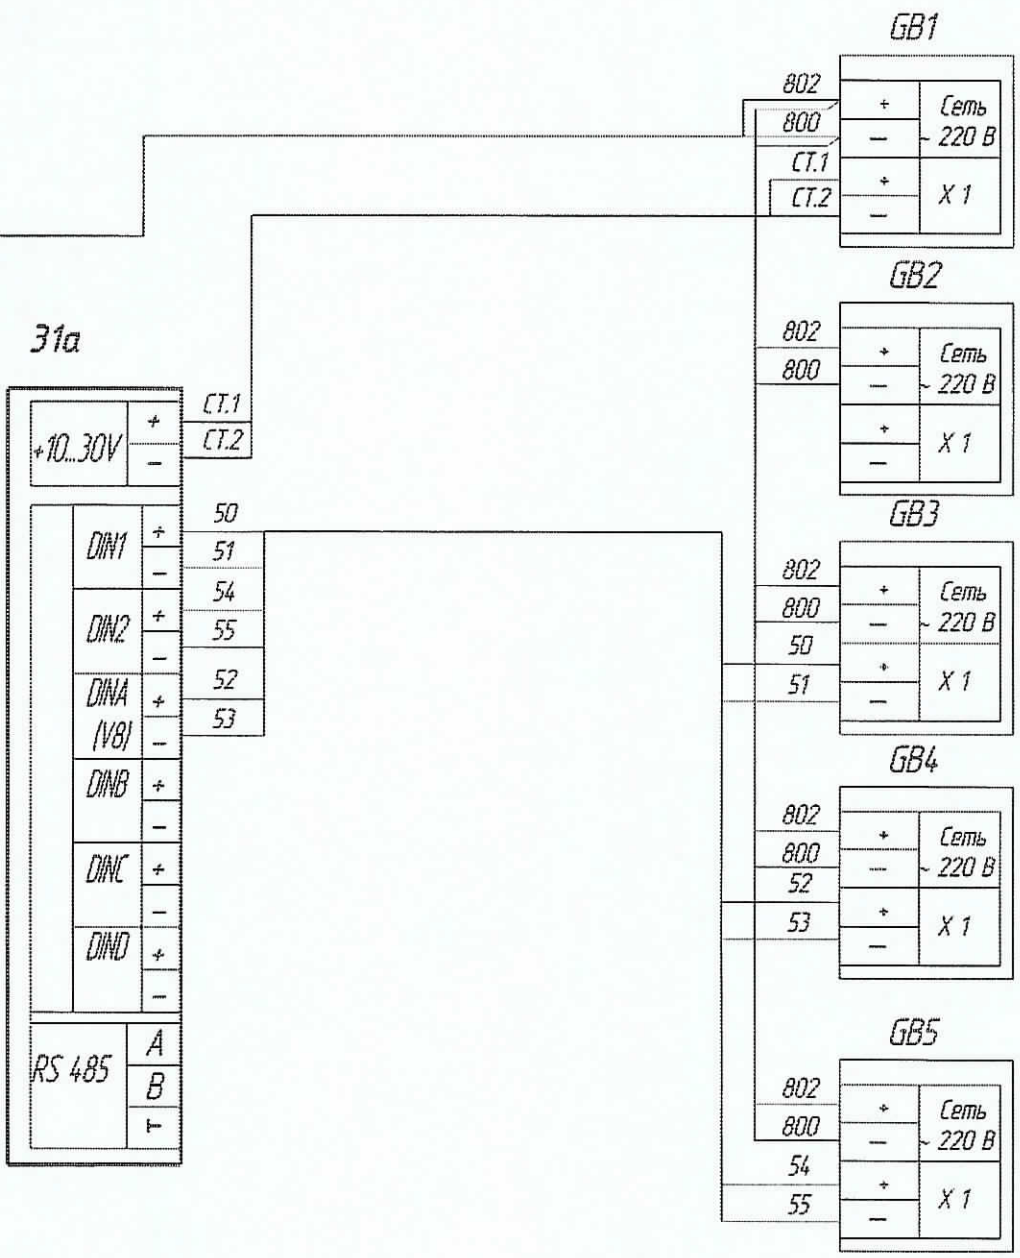 GB1
802
+
Сеть
800
—
~ 220 В
СТ.1
+
Х 1
СТ.2
—
GB2
802
+
Сеть
800
—
~ 220 В
+
Х 1
—
31а
СТ.1
+
+10...30V
СТ.2
—
GB3
802
+
Сеть
800
—
~ 220 В
50
+
Х 1
51
—
DIN1
+
50
—
51
DIN2
+
54
—
55
DINA
+
52
(V8)
—
53
DINB
+
—
DINC
+
—
DIND
+
—
RS 485
A
B
⊢
GB4
802
+
Сеть
800
—
~ 220 В
52
+
Х 1
53
—
GB5
802
+
Сеть
800
—
~ 220 В
54
+
Х 1
55
—